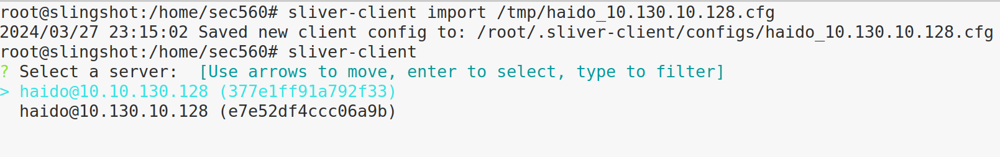 root@slingshot:/home/sec560# sliver-client import /tmp/haido_10.130.10.128.cfg
2024/03/27 23:15:02 Saved new client config to: /root/.sliver-client/configs/haido_10.130.10.128.cfg
root@slingshot:/home/sec560# sliver-client
? Select a server:  [Use arrows to move, enter to select, type to filter]
> haido@10.10.130.128 (377e1ff91a792f33)
  haido@10.130.10.128 (e7e52df4ccc06a9b)